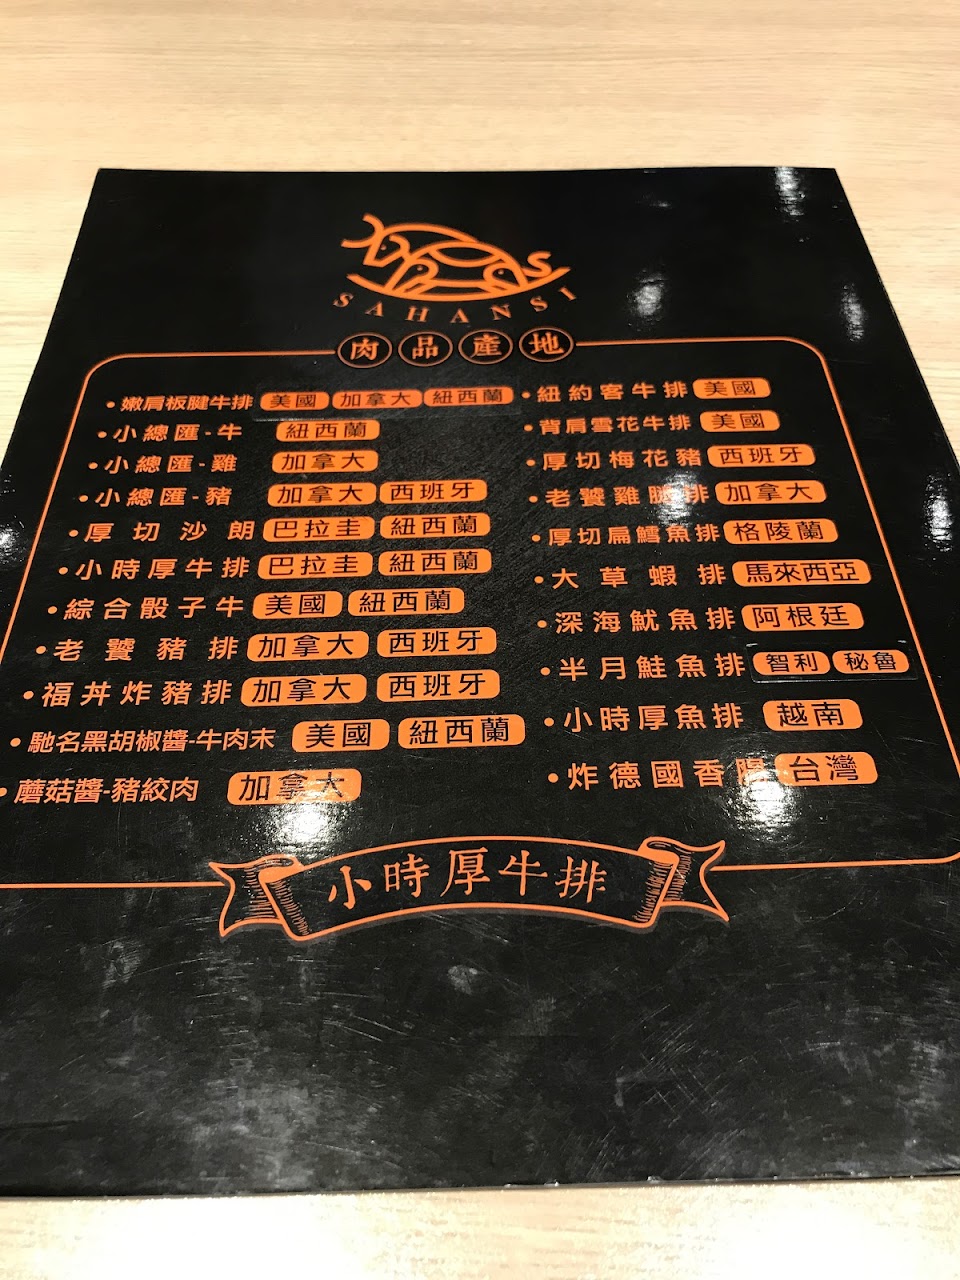 SAHANSI
肉品產地
•嫩肩板腱牛排 美國 加拿大 紐西蘭
•小總匯-牛 紐西蘭
•小總匯-雞 加拿大
•小總匯-豬 加拿大 西班牙
•厚切沙朗 巴拉圭 紐西蘭
•小時厚牛排 巴拉圭 紐西蘭
•綜合骰子牛 美國 紐西蘭
•老饕豬排 加拿大 西班牙
•福丼炸豬排 加拿大 西班牙
•馳名黑胡椒醬-牛肉末 美國 紐西蘭
•蘑菇醬-豬絞肉 加拿大
•紐約客牛排 美國
•背肩雪花牛排 美國
•厚切梅花豬 西班牙
•老饕雞腿排 加拿大
•厚切扁鱈魚排 格陵蘭
•大草蝦排 馬來西亞
•深海魷魚排 阿根廷
•半月鮭魚排 智利 秘魯
•小時厚魚排 越南
•炸德國香腸 台灣
小時厚牛排